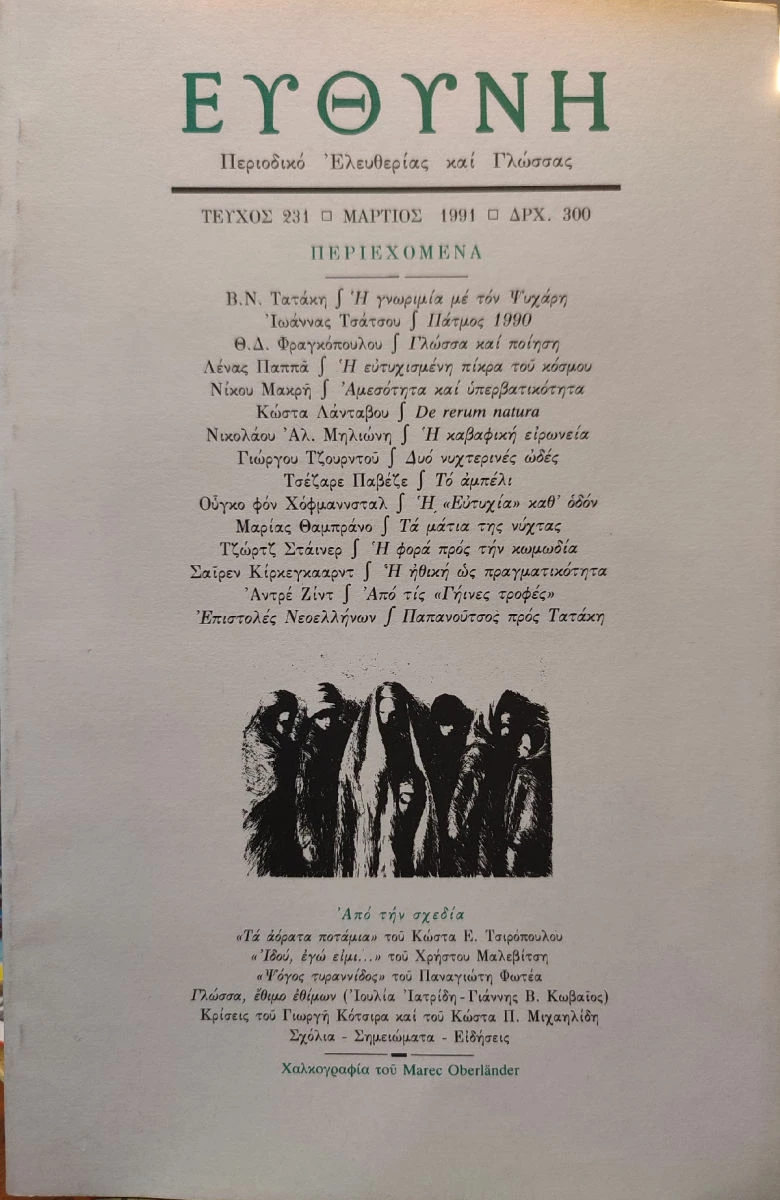 ΕΥΘΥΝΗ
Περιοδικό Ἐλευθερίας καί Γλώσσας
ΤΕΥΧΟΣ 231 □ ΜΑΡΤΙΟΣ 1991 □ ΔΡΧ. 300
ΠΕΡΙΕΧΟΜΕΝΑ
Β.Ν. Τατάκη ∫ Ἡ γνωριμία μέ τόν Ψυχάρη
Ἰωάννας Τσάτσου ∫ Πάτμος 1990
Θ.Δ. Φραγκόπουλου ∫ Γλώσσα καί ποίηση
Λένας Παππᾶ ∫ Ἡ εὐτυχισμένη πίκρα τοῦ κόσμου
Νίκου Μακρῆ ∫ Ἀμεσότητα καί ὑπερβατικότητα
Κώστα Λάνταβου ∫ De rerum natura
Νικολάου Ἀλ. Μηλιώνη ∫ Ἡ καβαφική εἰρωνεία
Γιώργου Τζουρντοῦ ∫ Δυό νυχτερινές ὠδές
Τσέζαρε Παβέζε ∫ Τό ἀμπέλι
Οὖγκο φόν Χόφμαννσταλ ∫ Ἡ «Εὐτυχία» καθ' ὁδόν
Μαρίας Θαμπράνο ∫ Τά μάτια της νύχτας
Τζώρτζ Στάινερ ∫ Ἡ φορά πρός τήν κωμωδία
Σαῖρεν Κίρκεγκααρντ ∫ Ἡ ἠθική ὡς πραγματικότητα
Ἀντρέ Ζίντ ∫ Ἀπό τίς «Γήινες τροφές»
Ἐπιστολές Νεοελλήνων ∫ Παπανοῦτσος πρός Τατάκη
Ἀπό τήν σχεδία
«Τά ἀόρατα ποτάμια» τοῦ Κώστα Ε. Τσιρόπουλου
«Ἰδού, ἐγώ εἰμι...» τοῦ Χρήστου Μαλεβίτση
«Ψόγος τυραννίδος» τοῦ Παναγιώτη Φωτέα
Γλώσσα, ἔθιμο ἐθίμων (Ἰουλία Ἰατρίδη - Γιάννης Β. Κωβαῖος)
Κρίσεις τοῦ Γιωργῆ Κότσιρα καί τοῦ Κώστα Π. Μιχαηλίδη
Σχόλια - Σημειώματα - Εἰδήσεις
Χαλκογραφία τοῦ Marec Oberländer